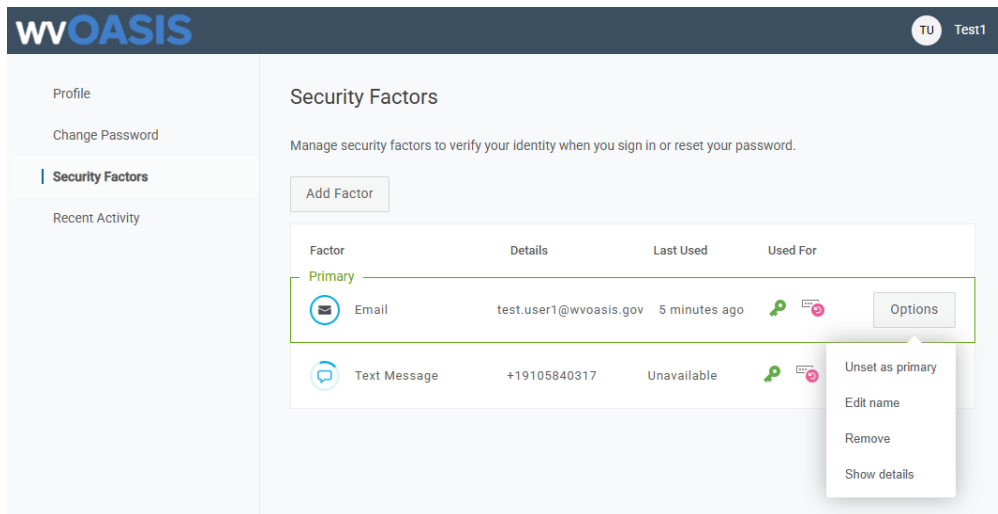 wvOASIS
TU Test1
Profile
Change Password
Security Factors
Recent Activity
Security Factors
Manage security factors to verify your identity when you sign in or reset your password.
Add Factor
Factor Details Last Used Used For
Primary
Email test.user1@wvoasis.gov 5 minutes ago Options
Text Message +19105840317 Unavailable
Unset as primary
Edit name
Remove
Show details